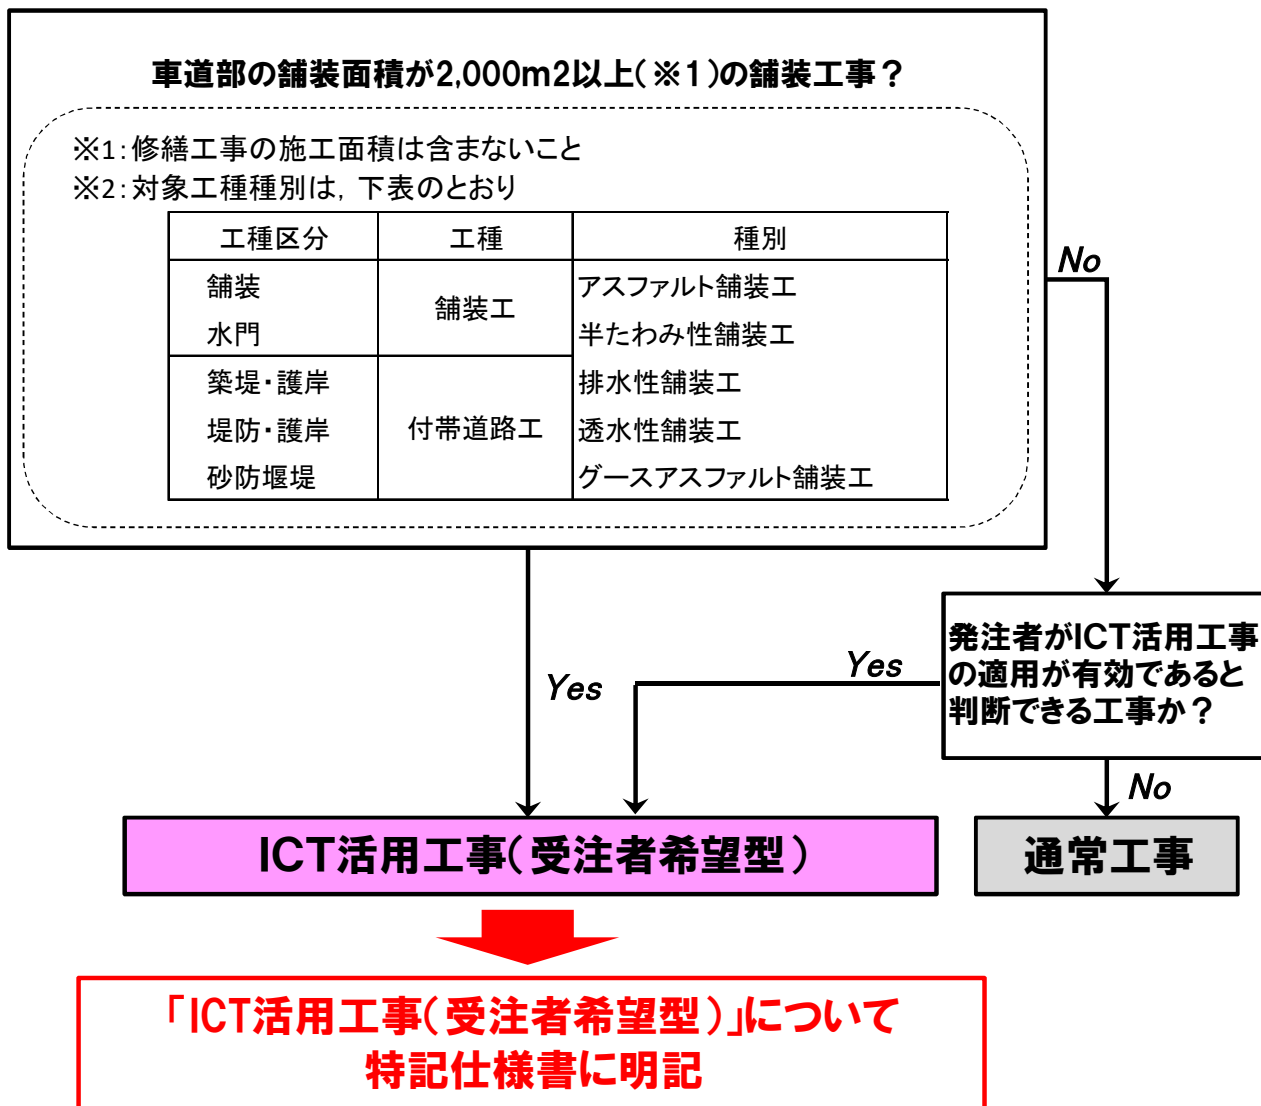 車道部の舗装面積が2,000m2以上(※1)の舗装工事?
※1:修繕工事の施工面積は含まないこと
※2:対象工種種別は,下表のとおり
工種区分 工種 種別
舗装 アスファルト舗装工
舗装工
水門 半たわみ性舗装工
築堤・護岸 排水性舗装工
堤防・護岸 付帯道路工 透水性舗装工
砂防堰堤 グースアスファルト舗装工
No
発注者がICT活用工事
の適用が有効であると
判断できる工事か?
Yes
Yes
No
ICT活用工事(受注者希望型)
通常工事
「ICT活用工事(受注者希望型)」について
特記仕様書に明記